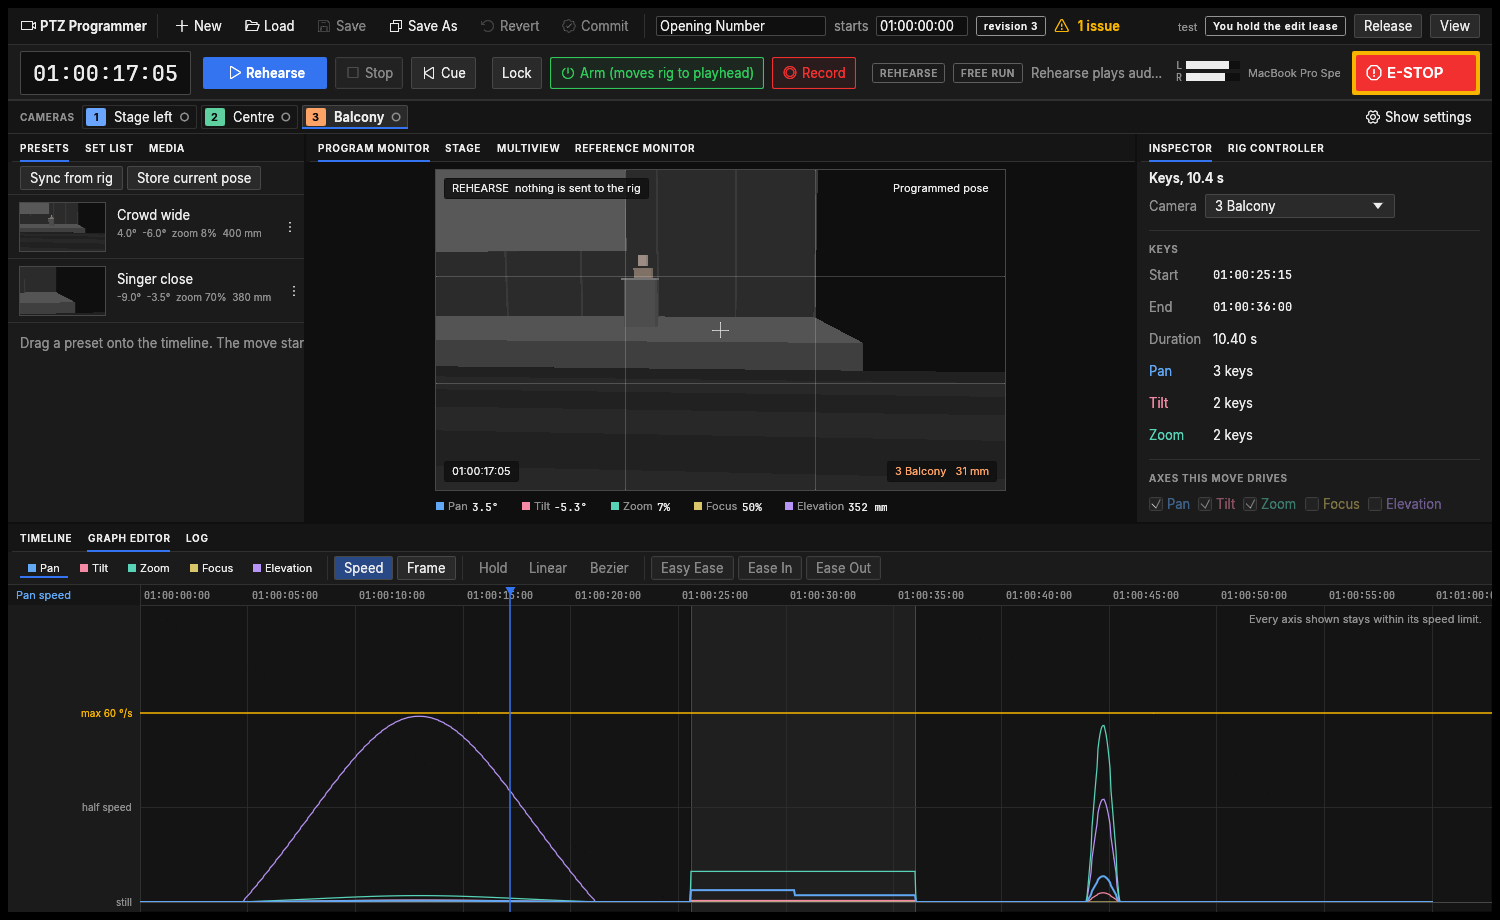 PTZ Programmer New Load Save Save As Revert Commit Opening Number starts 01:00:00:00 revision 3 1 issue test You hold the edit lease Release View
01:00:17:05 Rehearse Stop Cue Lock Arm (moves rig to playhead) Record REHEARSE FREE RUN Rehearse plays aud... L R MacBook Pro Spe E-STOP
CAMERAS 1 Stage left 2 Centre 3 Balcony Show settings
PRESETS SET LIST MEDIA
Sync from rig Store current pose
Crowd wide
4.0° -6.0° zoom 8% 400 mm
Singer close
-9.0° -3.5° zoom 70% 380 mm
Drag a preset onto the timeline. The move star
PROGRAM MONITOR STAGE MULTIVIEW REFERENCE MONITOR
REHEARSE nothing is sent to the rig Programmed pose
01:00:17:05 3 Balcony 31 mm
Pan 3.5° Tilt -5.3° Zoom 7% Focus 50% Elevation 352 mm
INSPECTOR RIG CONTROLLER
Keys, 10.4 s
Camera 3 Balcony
KEYS
Start 01:00:25:15
End 01:00:36:00
Duration 10.40 s
Pan 3 keys
Tilt 2 keys
Zoom 2 keys
AXES THIS MOVE DRIVES
Pan Tilt Zoom Focus Elevation
TIMELINE GRAPH EDITOR LOG
Pan Tilt Zoom Focus Elevation Speed Frame Hold Linear Bezier Easy Ease Ease In Ease Out
Pan speed 01:00:00:00 01:00:05:00 01:00:10:00 01:00:15:00 01:00:20:00 01:00:25:00 01:00:30:00 01:00:35:00 01:00:40:00 01:00:45:00 01:00:50:00 01:00:55:00 01:01:00:0
Every axis shown stays within its speed limit.
max 60 °/s
half speed
still